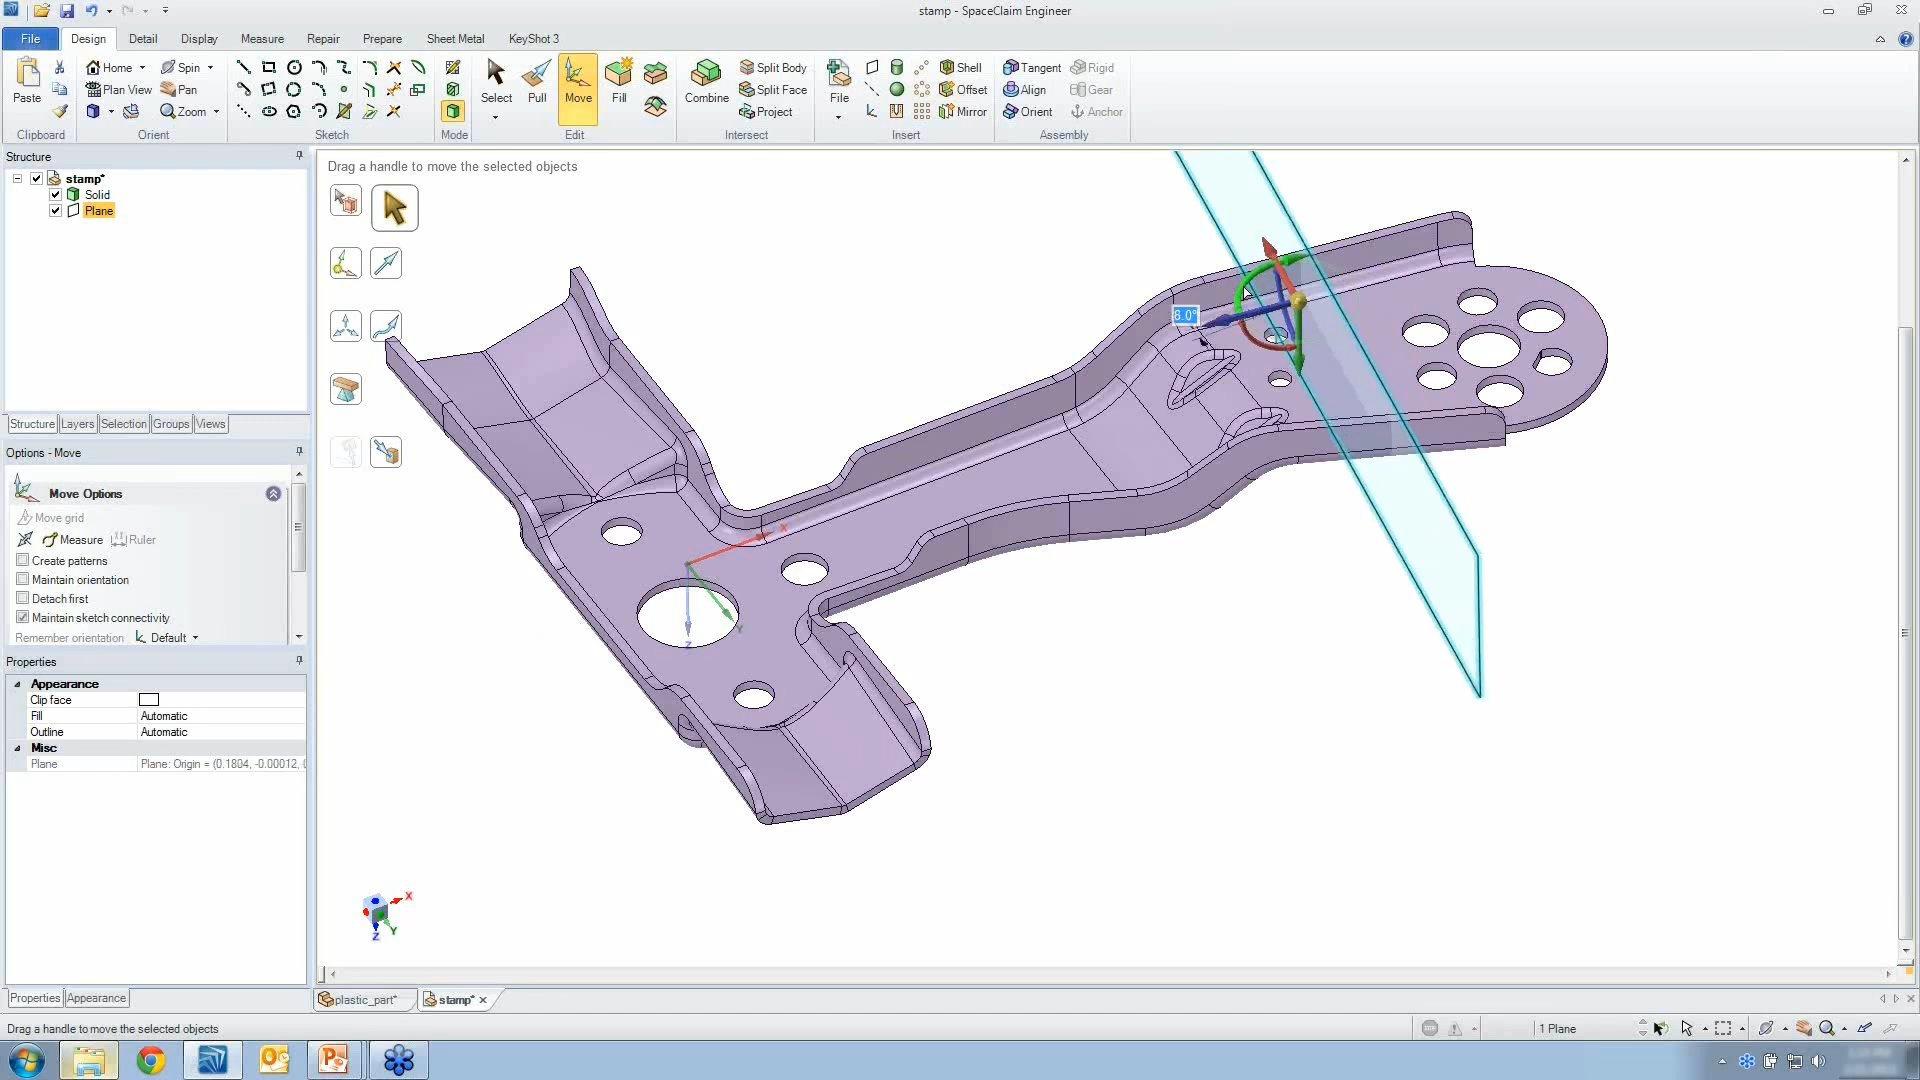 stamp - SpaceClaim Engineer
File Design Detail Display Measure Repair Prepare Sheet Metal KeyShot 3
Paste
Home Spin
Plan View Pan
Zoom
Select Pull Move Fill
Combine
Split Body
Split Face
Project
File
Shell
Offset
Mirror
Tangent Rigid
Align Gear
Orient Anchor
Clipboard Orient Sketch Mode Edit Intersect Insert Assembly
Structure
stamp*
Solid
Plane
Structure Layers Selection Groups Views
Options - Move
Move Options
Move grid
Measure Ruler
Create patterns
Maintain orientation
Detach first
Maintain sketch connectivity
Remember orientation Default
Properties
Appearance
Clip face
Fill Automatic
Outline Automatic
Misc
Plane Plane: Origin = (0.1804, -0.00012,
Properties Appearance
Drag a handle to move the selected objects
X
Y
Z
X
Y
Z
plastic_part* stamp*
Drag a handle to move the selected objects
1 Plane